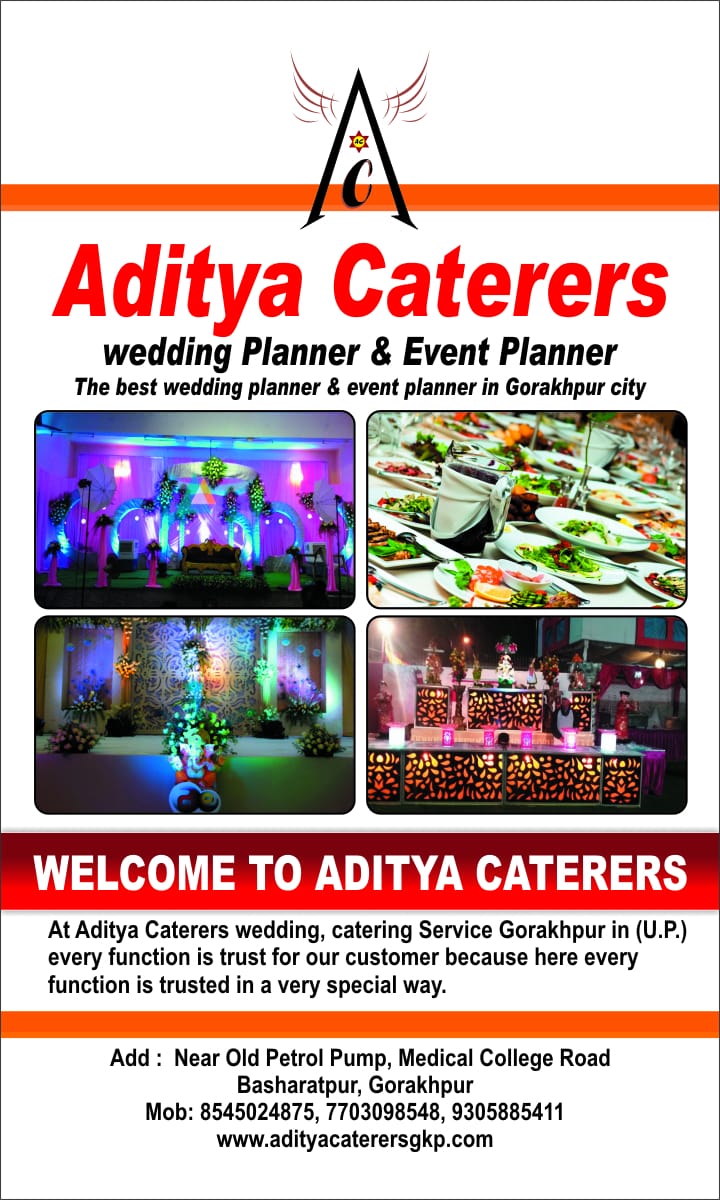 AC
AC
Aditya Caterers
wedding Planner & Event Planner
The best wedding planner & event planner in Gorakhpur city
WELCOME TO ADITYA CATERERS
At Aditya Caterers wedding, catering Service Gorakhpur in (U.P.)
every function is trust for our customer because here every
function is trusted in a very special way.
Add : Near Old Petrol Pump, Medical College Road
Basharatpur, Gorakhpur
Mob: 8545024875, 7703098548, 9305885411
www.adityacaterersgkp.com